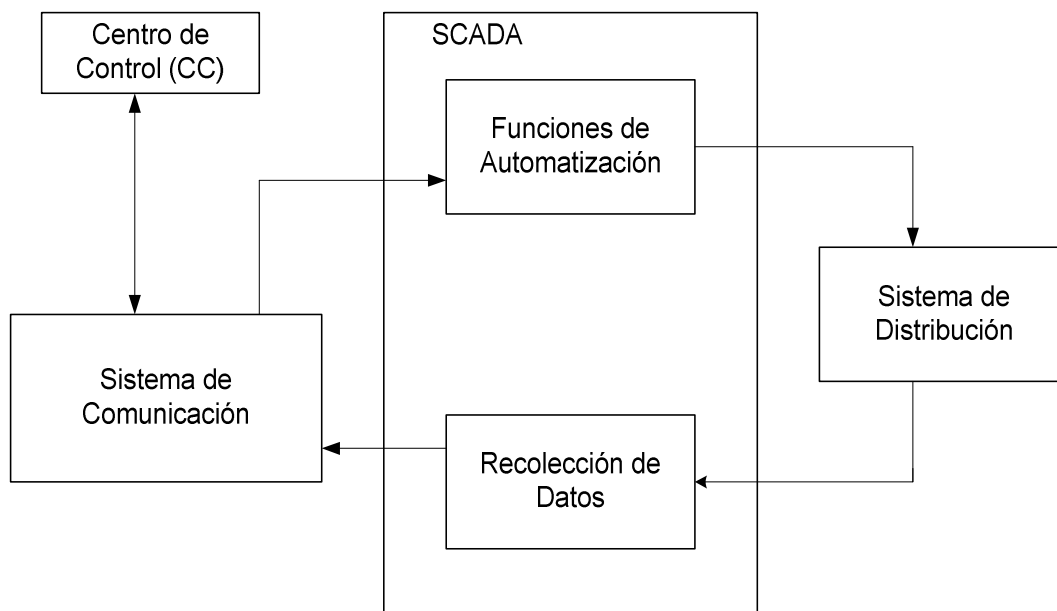 Centro de
Control (CC)
SCADA
Funciones de
Automatización
Sistema de
Distribución
Sistema de
Comunicación
Recolección de
Datos